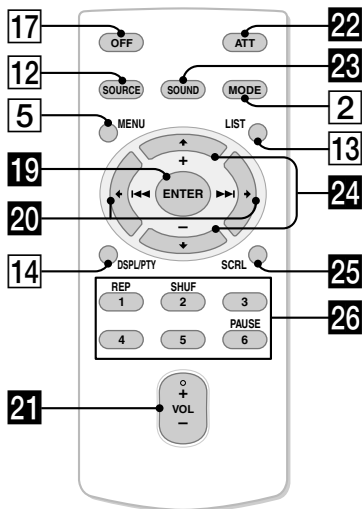 17 OFF ATT 22
23
12 SOURCE SOUND MODE 2
5 MENU LIST 13
+
19 ENTER 24
20
−
14 DSPL/PTY SCRL 25
REP SHUF
1 2 3
PAUSE 26
4 5 6
+
21 VOL
−